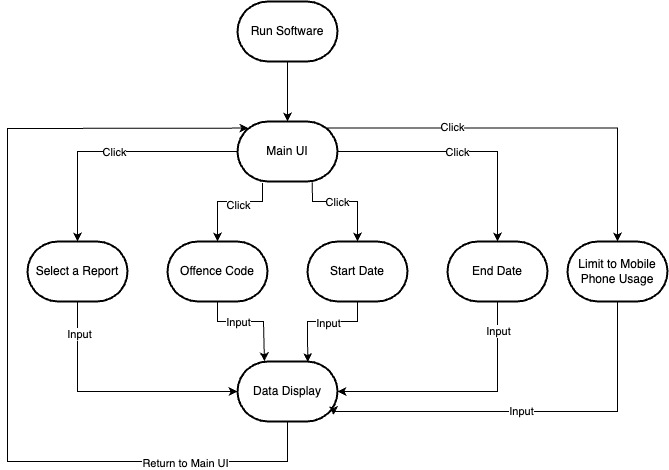 Run Software
Main UI
Click
Click
Click
Click
Click
Select a Report
Offence Code
Start Date
End Date
Limit to Mobile
Phone Usage
Input
Input
Input
Input
Input
Data Display
Return to Main UI